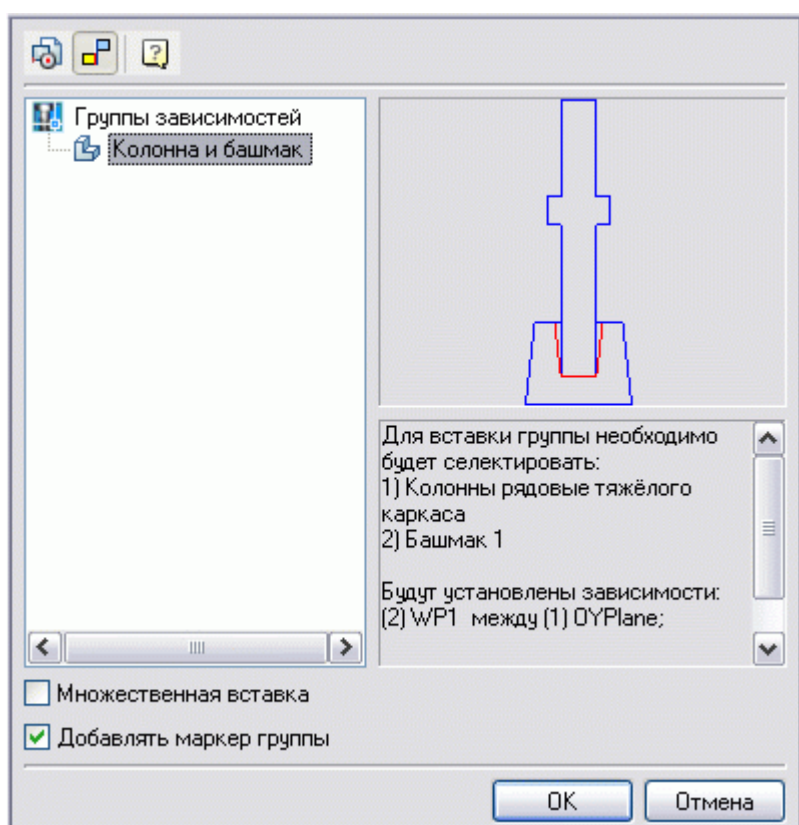 Группы зависимостей
Колонна и башмак
Для вставки группы необходимо
будет селектировать:
1) Колонны рядовые тяжёлого
каркаса
2) Башмак 1
Будут установлены зависимости:
(2) WP1 между (1) OYPlane;
Множественная вставка
Добавлять маркер группы
OK
Отмена